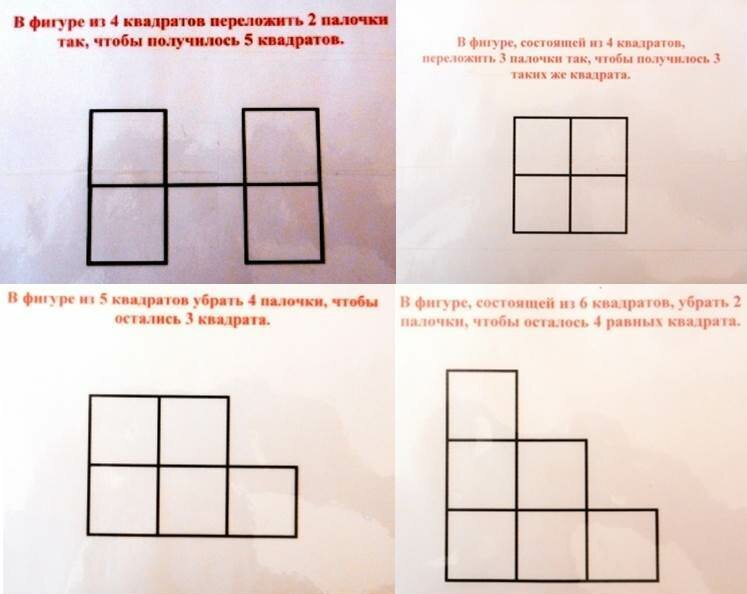 В фигуре из 4 квадратов переложить 2 палочки
так, чтобы получилось 5 квадратов.
В фигуре, состоящей из 4 квадратов,
переложить 3 палочки так, чтобы получилось 3
таких же квадрата.
В фигуре из 5 квадратов убрать 4 палочки, чтобы
остались 3 квадрата.
В фигуре, состоящей из 6 квадратов, убрать 2
палочки, чтобы осталось 4 равных квадрата.